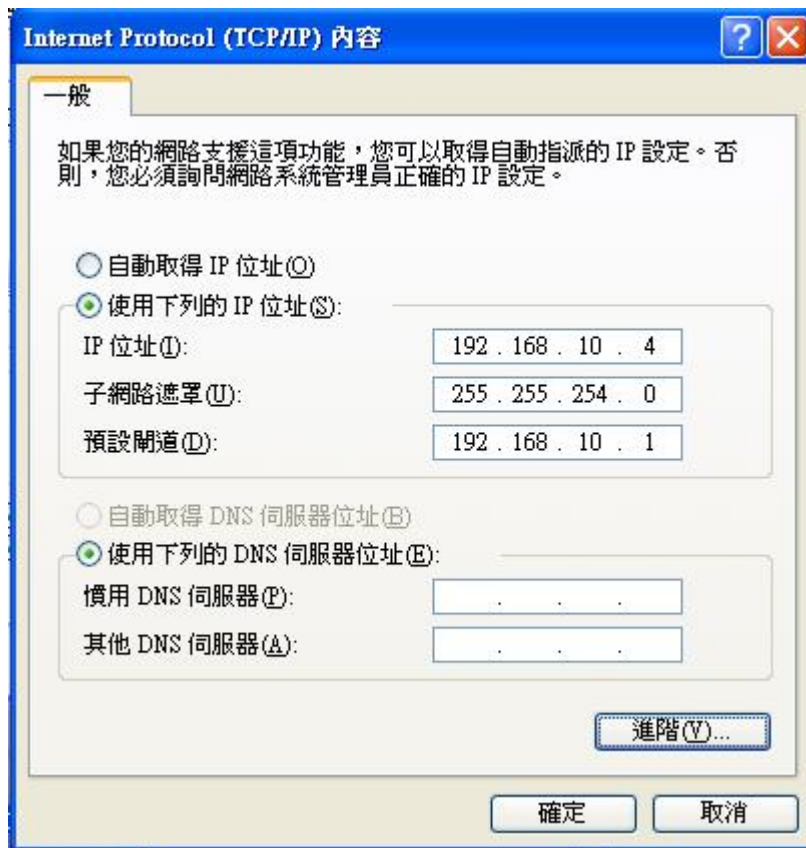 Internet Protocol (TCP/IP) 內容
一般
如果您的網路支援這項功能，您可以取得自動指派的 IP 設定。否
則，您必須詢問網路系統管理員正確的 IP 設定。
自動取得 IP 位址(O)
使用下列的 IP 位址(S):
IP 位址(I): 192 . 168 . 10 . 4
子網路遮罩(U): 255 . 255 . 254 . 0
預設閘道(D): 192 . 168 . 10 . 1
自動取得 DNS 伺服器位址(B)
使用下列的 DNS 伺服器位址(E):
慣用 DNS 伺服器(P): . . .
其他 DNS 伺服器(A): . . .
進階(V)...
確定 取消